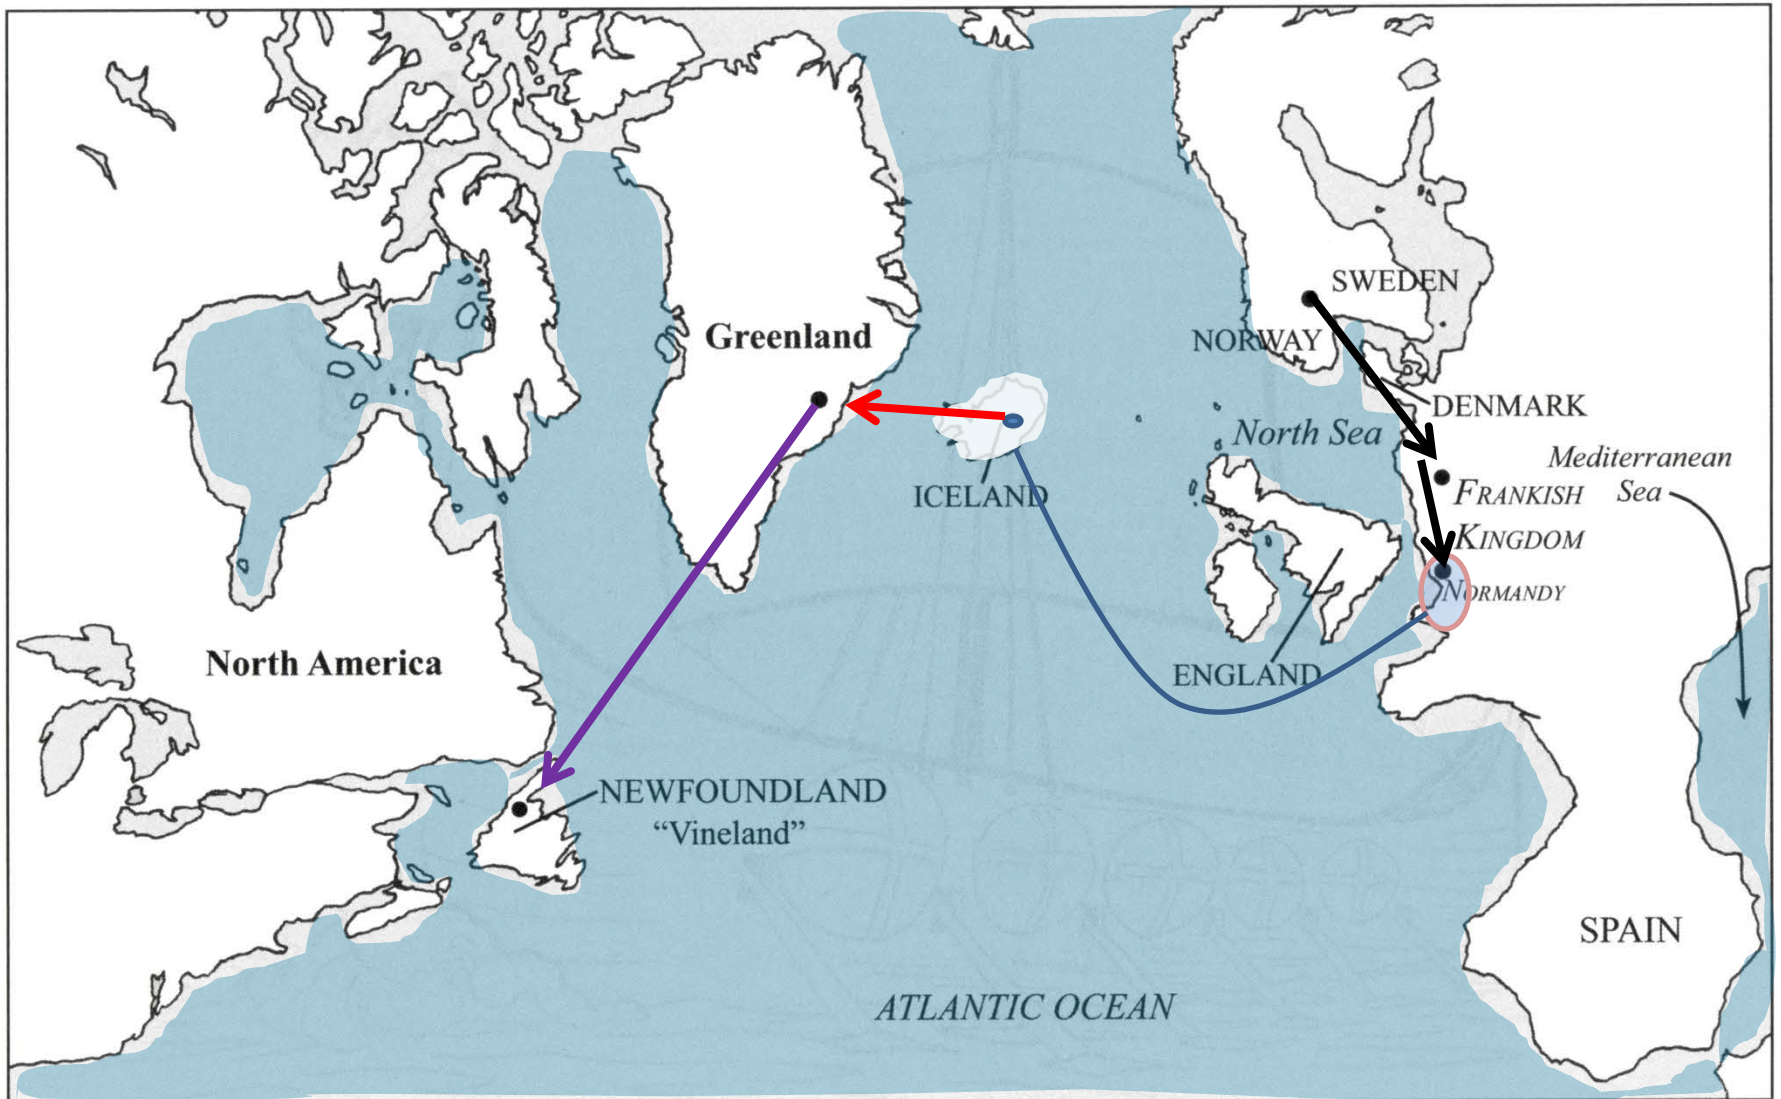 SWEDEN
Greenland
NORWAY
DENMARK
North Sea
Mediterranean
Sea
ICELAND
FRANKISH
KINGDOM
NORMANDY
North America
ENGLAND
NEWFOUNDLAND
“Vineland”
SPAIN
ATLANTIC OCEAN